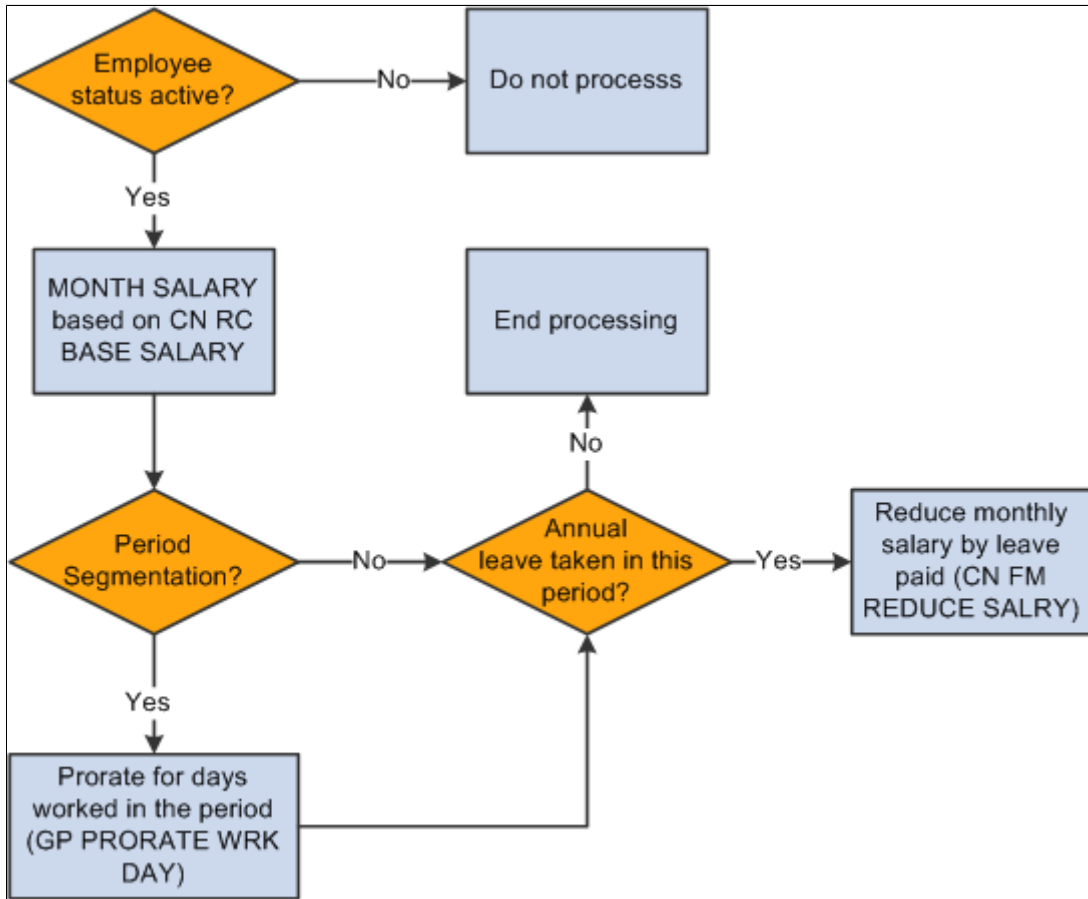 Employee
status active?
No
Do not processs
Yes
MONTH SALARY
based on CN RC
BASE SALARY
End processing
No
Period
Segmentation?
No
Annual
leave taken in this
period?
Yes
Reduce monthly
salary by leave
paid (CN FM
REDUCE SALRY)
Yes
Prorate for days
worked in the period
(GP PRORATE WRK
DAY)